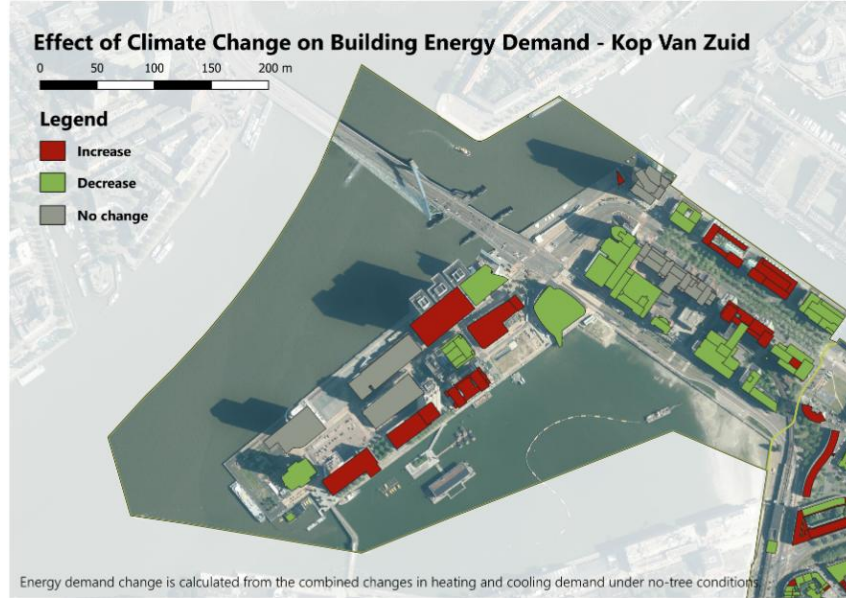 Effect of Climate Change on Building Energy Demand - Kop Van Zuid
0 50 100 150 200 m
Legend
Increase
Decrease
No change
Energy demand change is calculated from the combined changes in heating and cooling demand under no-tree conditions.